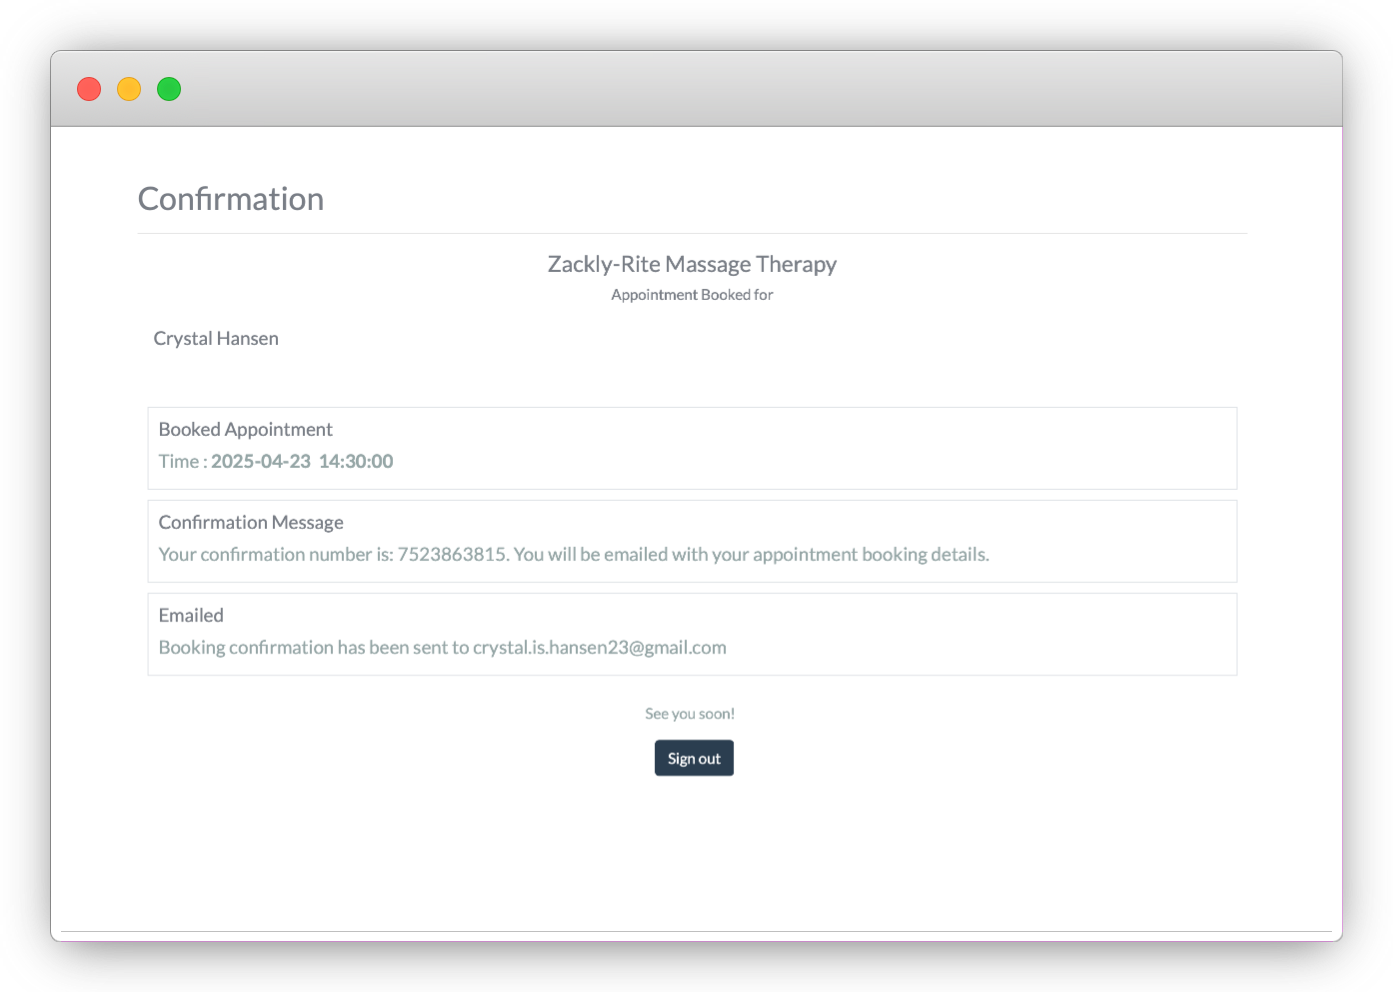 Confirmation
Zackly-Rite Massage Therapy
Appointment Booked for
Crystal Hansen
Booked Appointment
Time : 2025-04-23 14:30:00
Confirmation Message
Your confirmation number is: 7523863815. You will be emailed with your appointment booking details.
Emailed
Booking confirmation has been sent to crystal.is.hansen23@gmail.com
See you soon!
Sign out